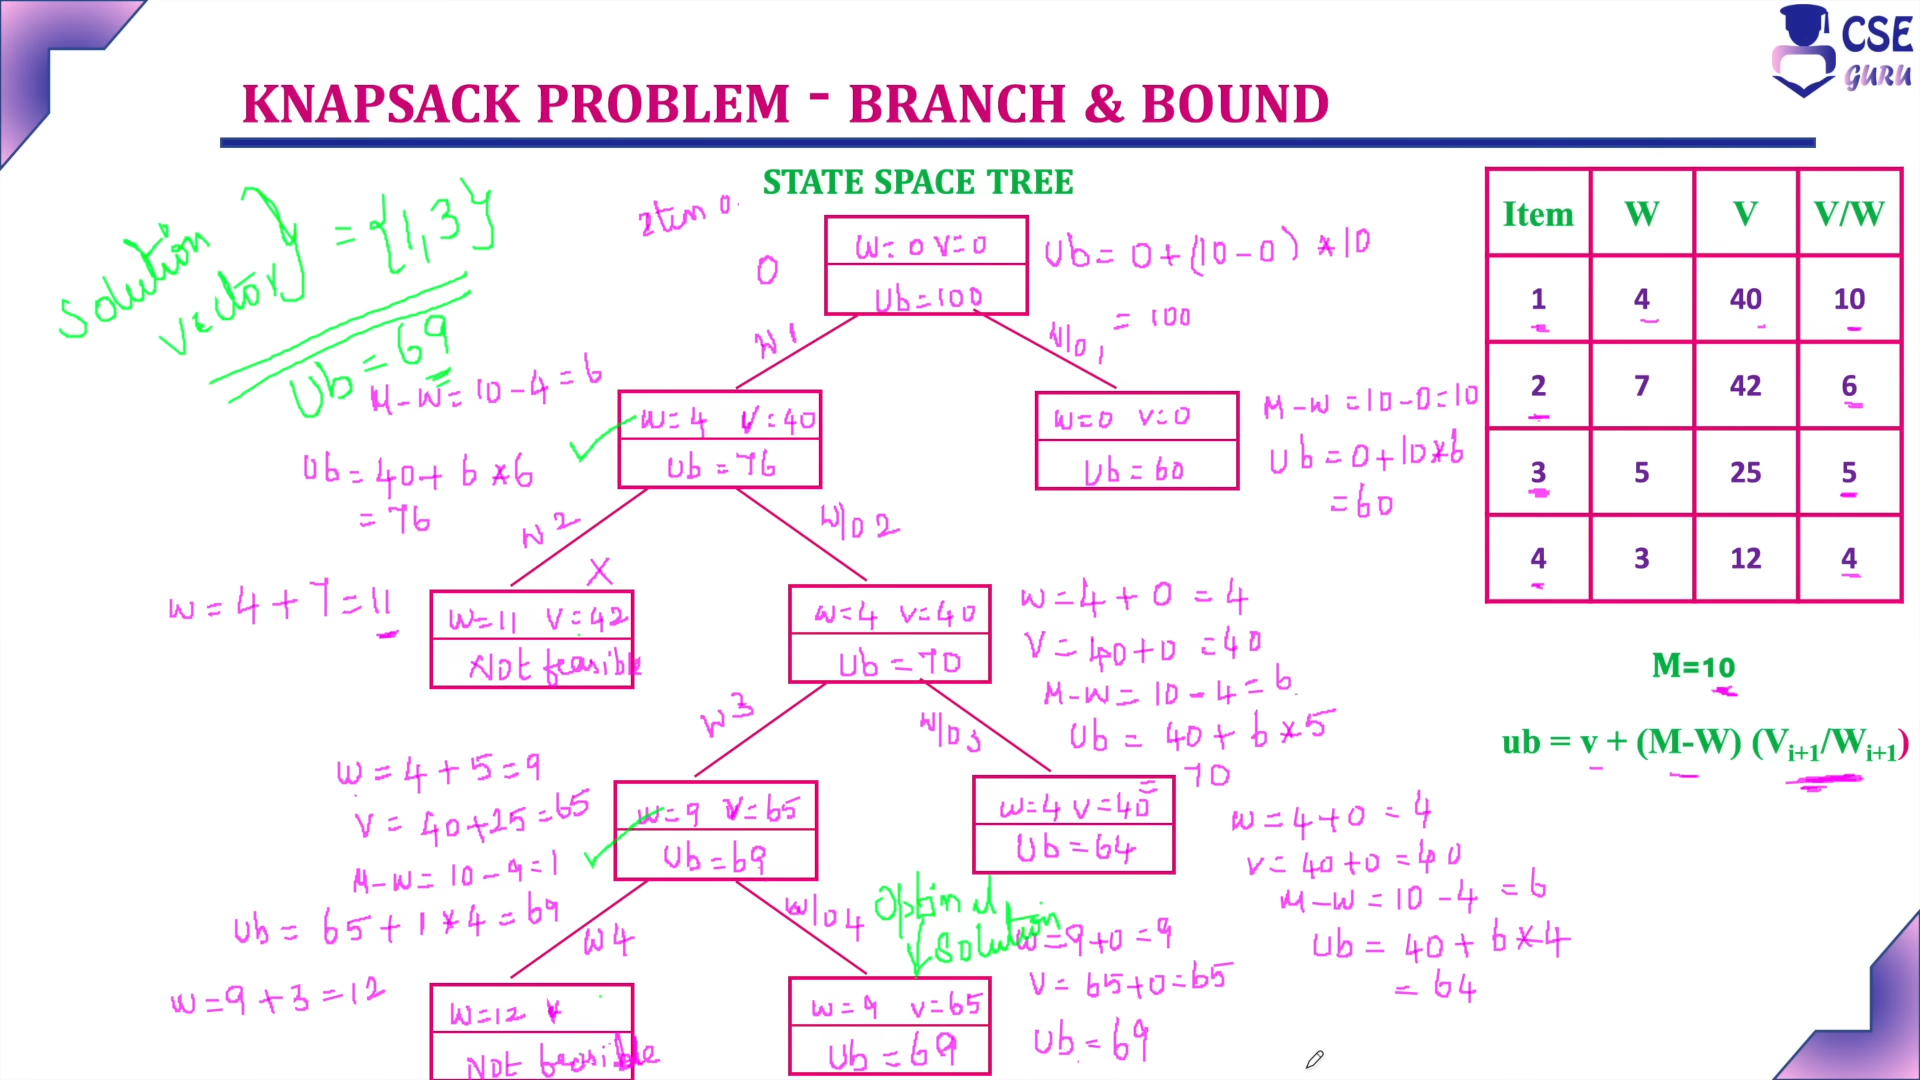 CSE
GURU
KNAPSACK PROBLEM - BRANCH & BOUND
STATE SPACE TREE
Solution
vector } = {1,3}
Ub = 69
Item 0
0
W=0 V=0
Ub=100
Ub = 0+(10-0) *10
= 100
W1
W/o 1
M-W=10-4=6
Ub = 40+ 6*6
= 76
W=4 V=40
Ub = 76
W=0 V=0
Ub=60
M-W =10-0=10
Ub=0+10*6
=60
W2
W/o 2
W=4+7=11
X
W=11 V=42
Not feasible
W=4 V=40
Ub=70
W=4+0=4
V=40+0=40
M-W=10-4=6
Ub = 40+6*5
= 70
W3
W/o 3
W=4+5=9
V=40+25=65
M-W=10-9=1
Ub = 65+1*4=69
W=9 V=65
Ub=69
W=4 V=40
Ub=64
W=4+0=4
V=40+0=40
M-W=10-4=6
Ub = 40+6*4
= 64
W4
W/o 4
Optimal
Solution
W=9+3=12
W=12 V
Not feasible
W=9 V=65
Ub=69
W=9+0=9
V=65+0=65
Ub=69
Item W V V/W
1 4 40 10
2 7 42 6
3 5 25 5
4 3 12 4
M=10
ub = v + (M-W) (Vi+1/Wi+1)